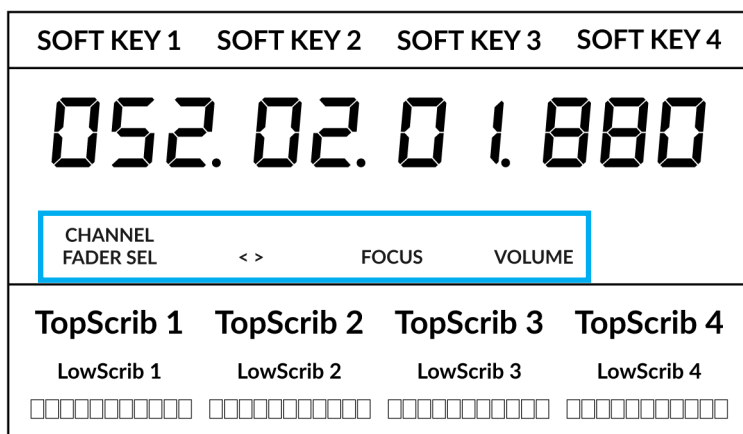 SOFT KEY 1 SOFT KEY 2 SOFT KEY 3 SOFT KEY 4
052.02.01.880
CHANNEL
FADER SEL < > FOCUS VOLUME
TopScrib 1 TopScrib 2 TopScrib 3 TopScrib 4
LowScrib 1 LowScrib 2 LowScrib 3 LowScrib 4